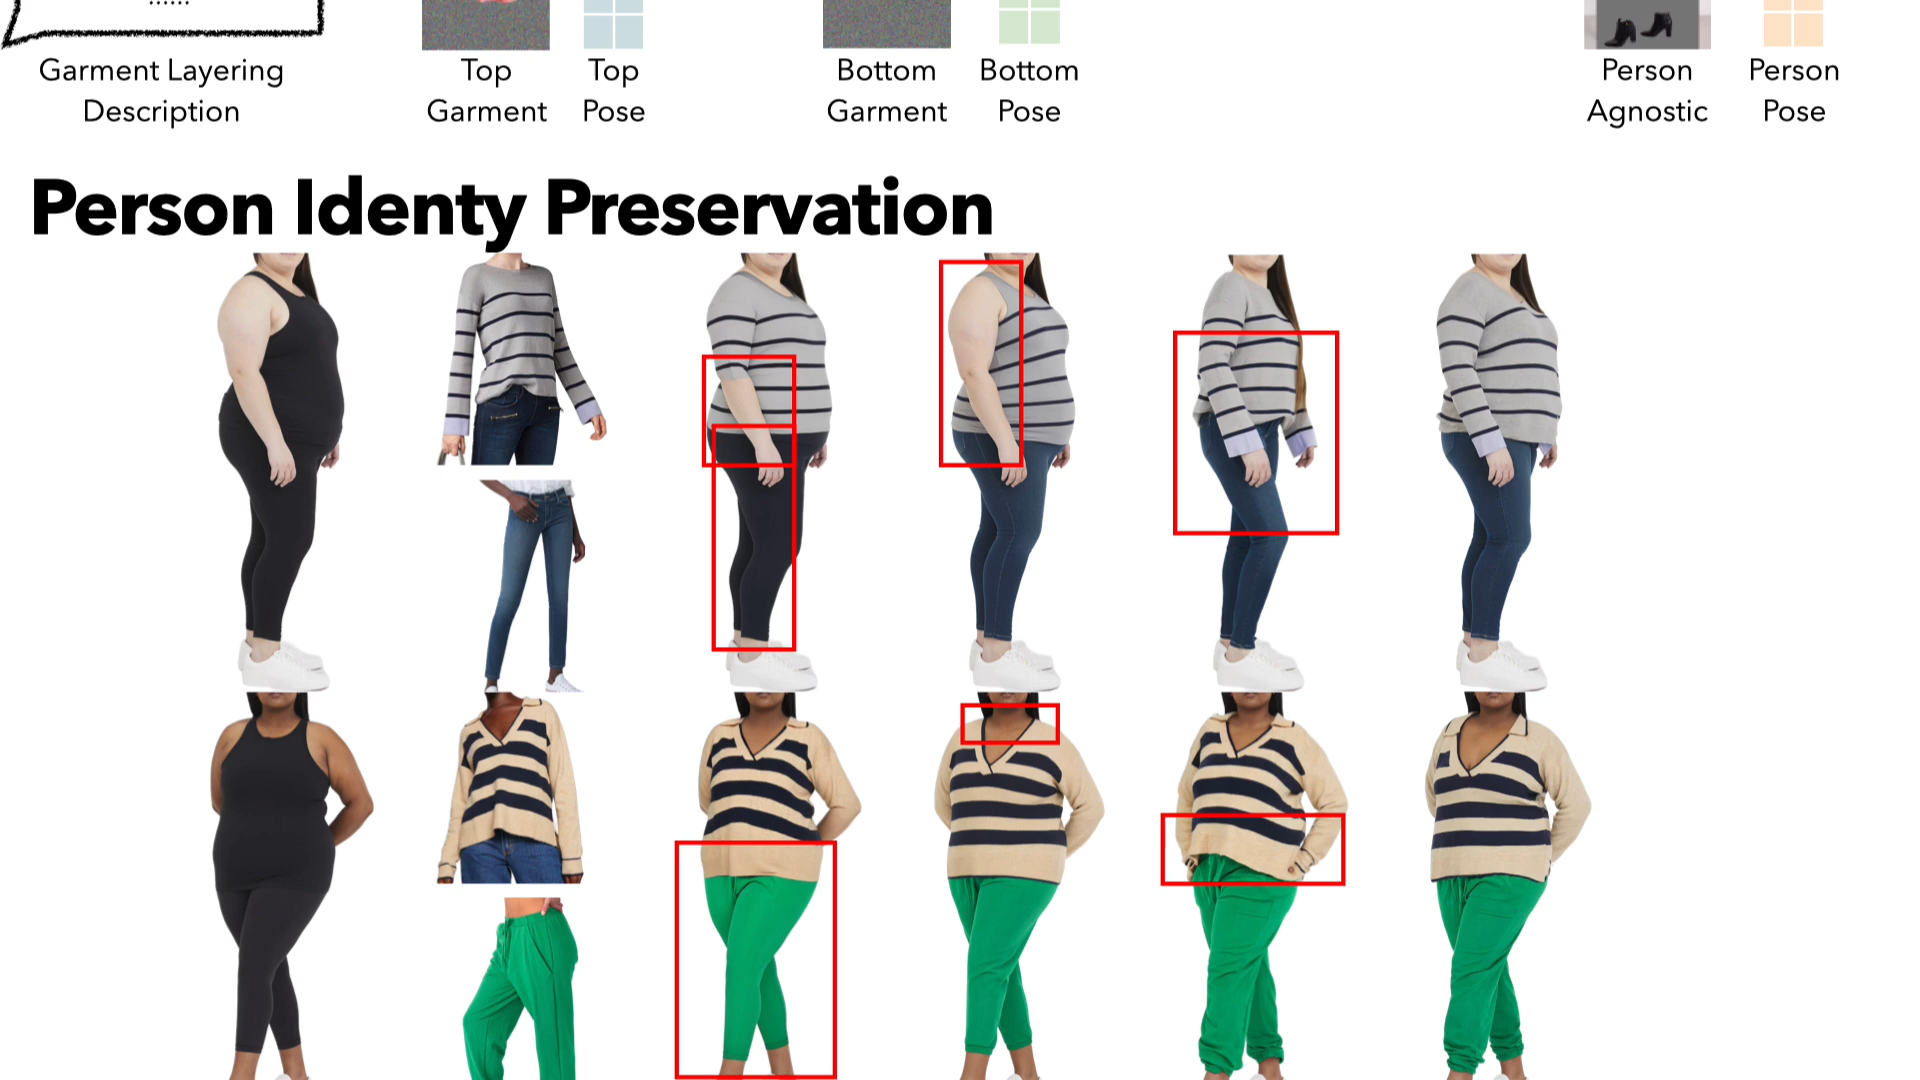 ......
Garment Layering
Description
Top
Garment
Top
Pose
Bottom
Garment
Bottom
Pose
Person
Agnostic
Person
Pose
Person Identy Preservation